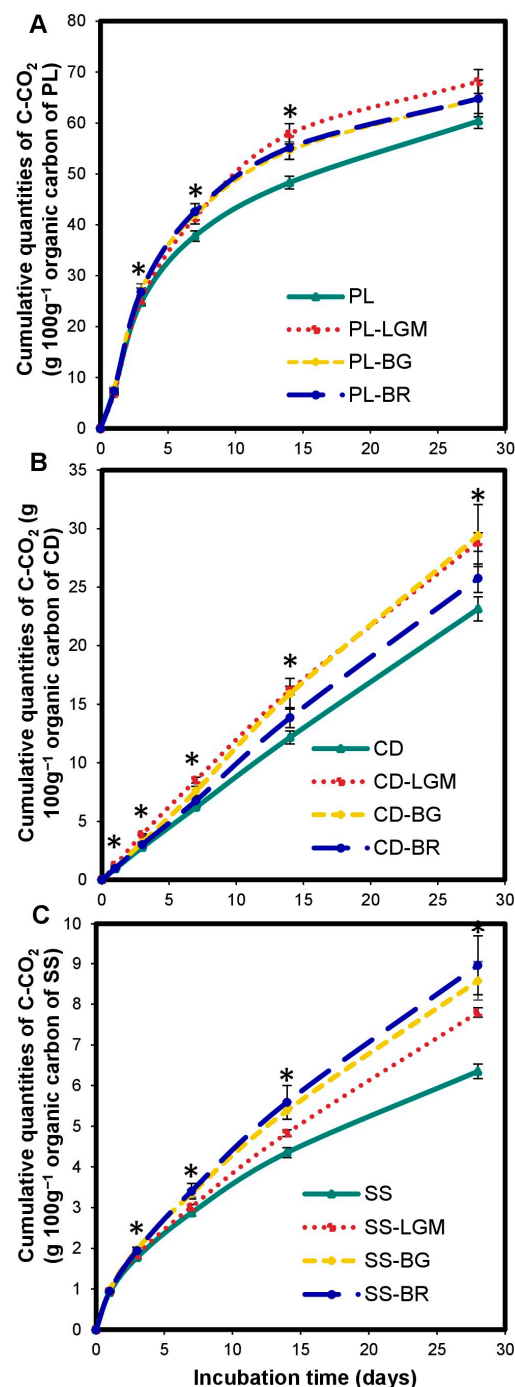 A
Cumulative quantities of C-CO2
(g 100g⁻¹ organic carbon of PL)
80
70
60
50
40
30
20
10
0
*
*
*
PL
PL-LGM
PL-BG
PL-BR
0 5 10 15 20 25 30
B
Cumulative quantities of C-CO2 (g
100g⁻¹ organic carbon of CD)
35
30
25
20
15
10
5
0
*
*
*
*
*
CD
CD-LGM
CD-BG
CD-BR
0 5 10 15 20 25 30
C
Cumulative quantities of C-CO2
(g 100g⁻¹ organic carbon of SS)
10
9
8
7
6
5
4
3
2
1
0
*
*
*
*
SS
SS-LGM
SS-BG
SS-BR
0 5 10 15 20 25 30
Incubation time (days)